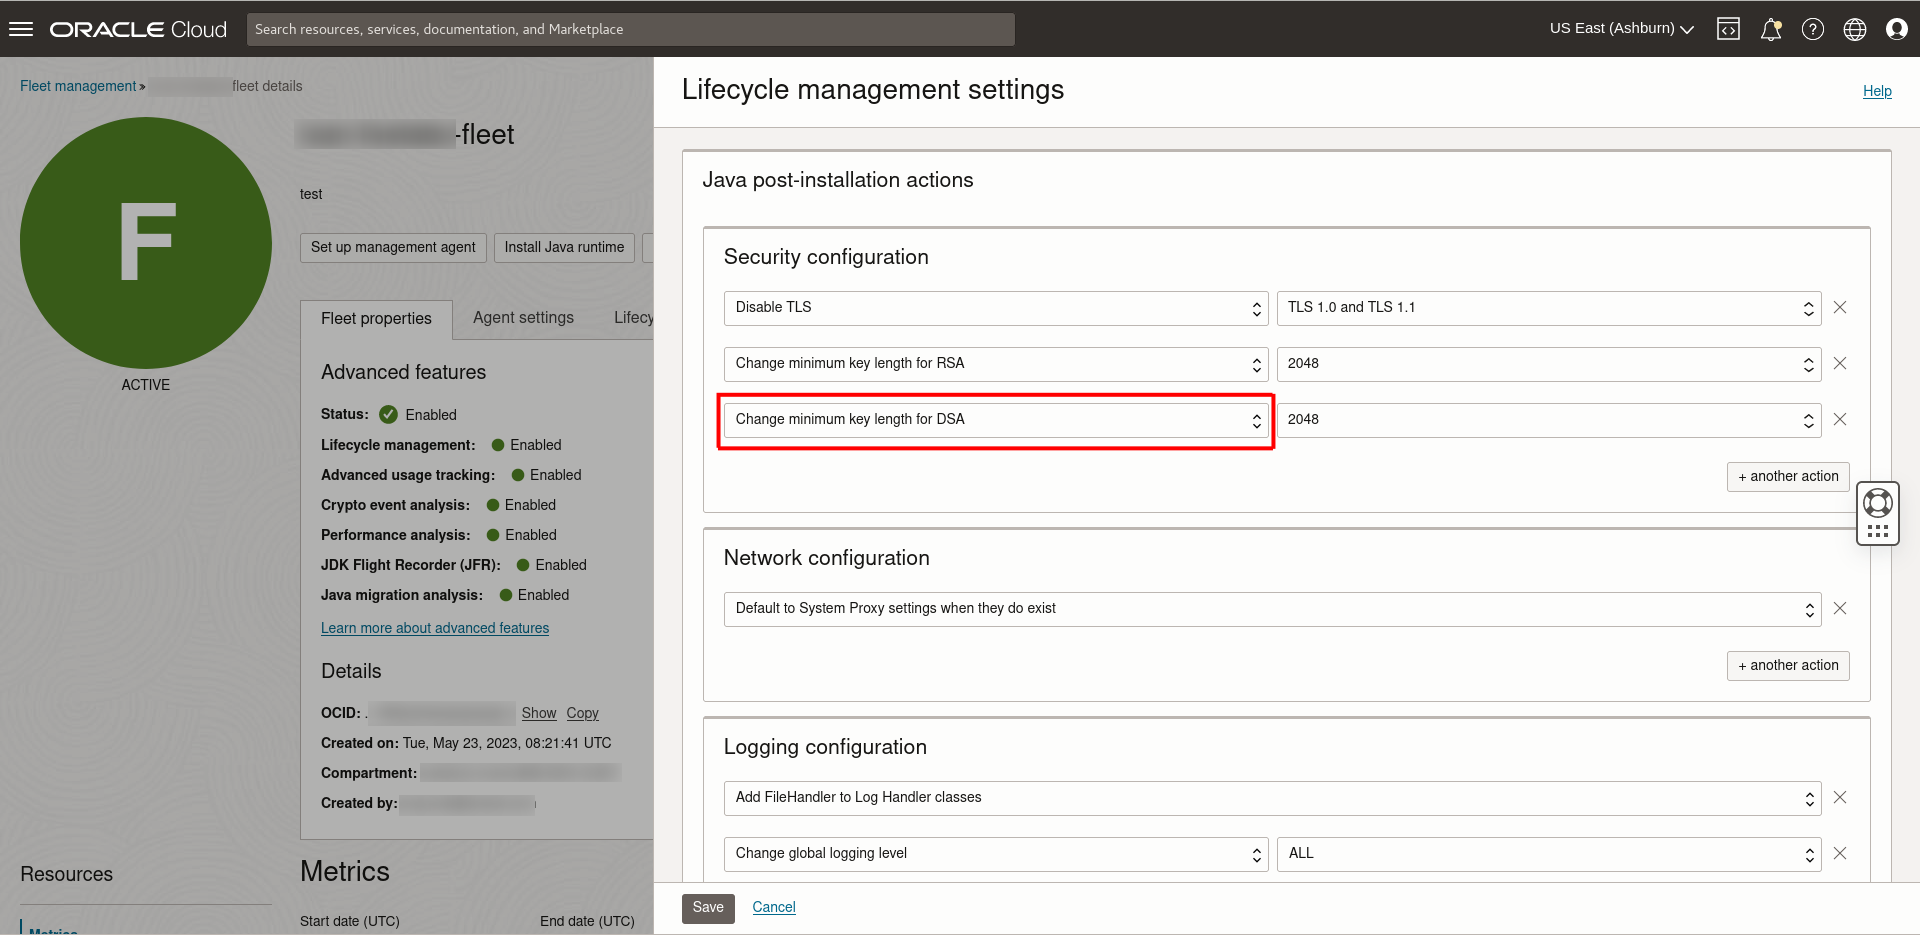 ORACLE Cloud
Search resources, services, documentation, and Marketplace
US East (Ashburn)
Fleet management » fleet details
F
ACTIVE
-fleet
test
Set up management agent
Install Java runtime
Fleet properties
Agent settings
Lifecy
Advanced features
Status: Enabled
Lifecycle management: Enabled
Advanced usage tracking: Enabled
Crypto event analysis: Enabled
Performance analysis: Enabled
JDK Flight Recorder (JFR): Enabled
Java migration analysis: Enabled
Learn more about advanced features
Details
OCID: . Show Copy
Created on: Tue, May 23, 2023, 08:21:41 UTC
Compartment:
Created by:
Resources
Metrics
Metrics
Start date (UTC)
End date (UTC)
Lifecycle management settings
Help
Java post-installation actions
Security configuration
Disable TLS
TLS 1.0 and TLS 1.1
Change minimum key length for RSA
2048
Change minimum key length for DSA
2048
+ another action
Network configuration
Default to System Proxy settings when they do exist
+ another action
Logging configuration
Add FileHandler to Log Handler classes
Change global logging level
ALL
Save
Cancel